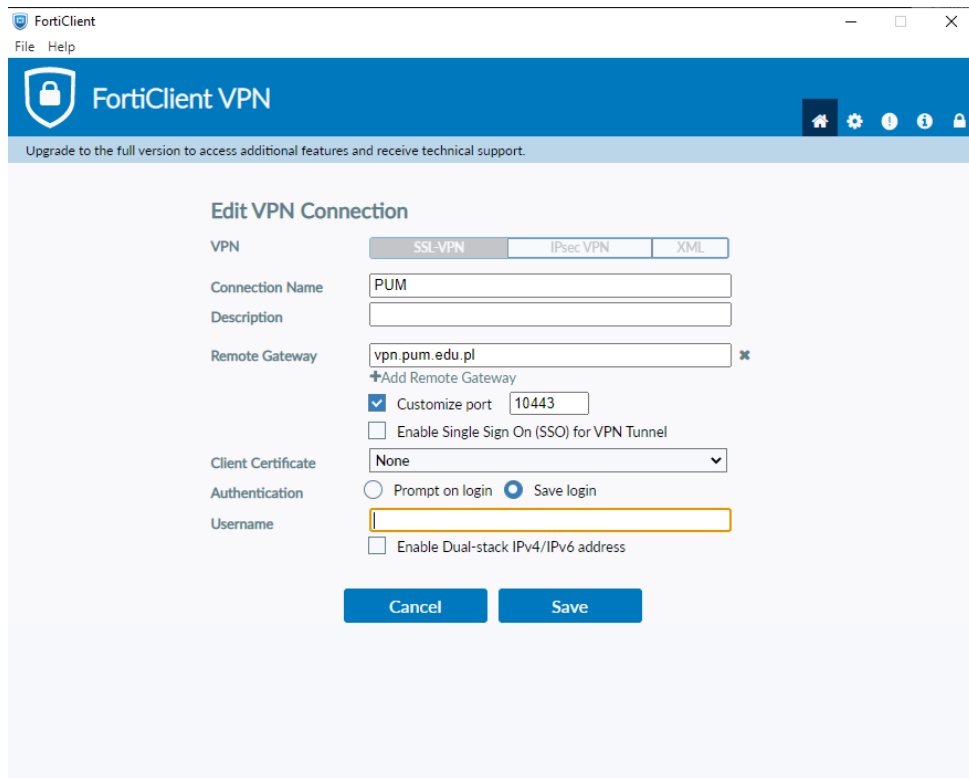 FortiClient
File Help
FortiClient VPN
Upgrade to the full version to access additional features and receive technical support.
Edit VPN Connection
VPN SSL-VPN IPsec VPN XML
Connection Name PUM
Description
Remote Gateway vpn.pum.edu.pl
+Add Remote Gateway
Customize port 10443
Enable Single Sign On (SSO) for VPN Tunnel
Client Certificate None
Authentication Prompt on login Save login
Username
Enable Dual-stack IPv4/IPv6 address
Cancel Save